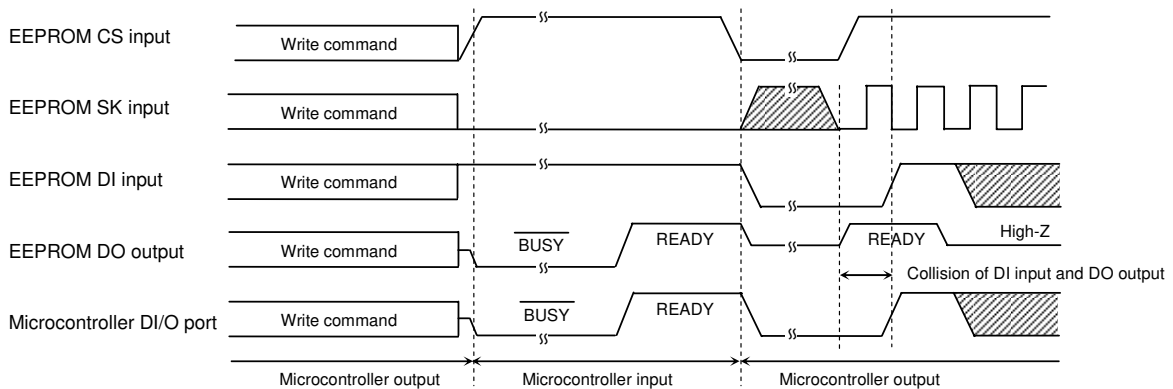 EEPROM CS input
Write command
EEPROM SK input
Write command
EEPROM DI input
Write command
EEPROM DO output
Write command
BUSY
READY
READY
High-Z
Collision of DI input and DO output
Microcontroller DI/O port
Write command
BUSY
READY
Microcontroller output
Microcontroller input
Microcontroller output